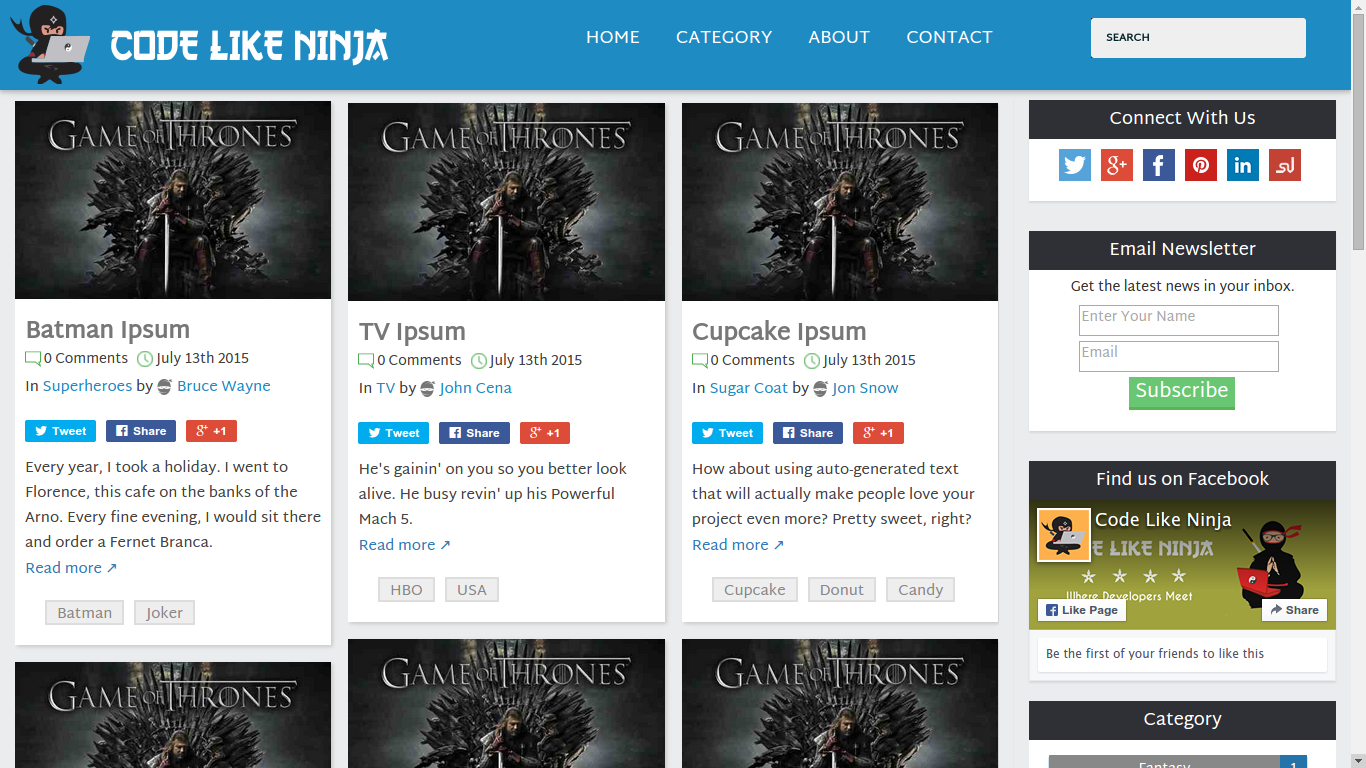 CODE LIKE NINJA
HOME CATEGORY ABOUT CONTACT
SEARCH
GAME OF THRONES
Batman Ipsum
0 Comments July 13th 2015
In Superheroes by Bruce Wayne
Tweet Share +1
Every year, I took a holiday. I went to
Florence, this cafe on the banks of the
Arno. Every fine evening, I would sit there
and order a Fernet Branca.
Read more ↗
Batman Joker
GAME OF THRONES
GAME OF THRONES
TV Ipsum
0 Comments July 13th 2015
In TV by John Cena
Tweet Share +1
He's gainin' on you so you better look
alive. He busy revin' up his Powerful
Mach 5.
Read more ↗
HBO USA
GAME OF THRONES
GAME OF THRONES
Cupcake Ipsum
0 Comments July 13th 2015
In Sugar Coat by Jon Snow
Tweet Share +1
How about using auto-generated text
that will actually make people love your
project even more? Pretty sweet, right?
Read more ↗
Cupcake Donut Candy
GAME OF THRONES
Connect With Us
Email Newsletter
Get the latest news in your inbox.
Enter Your Name
Email
Subscribe
Find us on Facebook
Code Like Ninja
E LIKE NINJA
Where Developers Meet
Like Page Share
Be the first of your friends to like this
Category
Fantasy 1